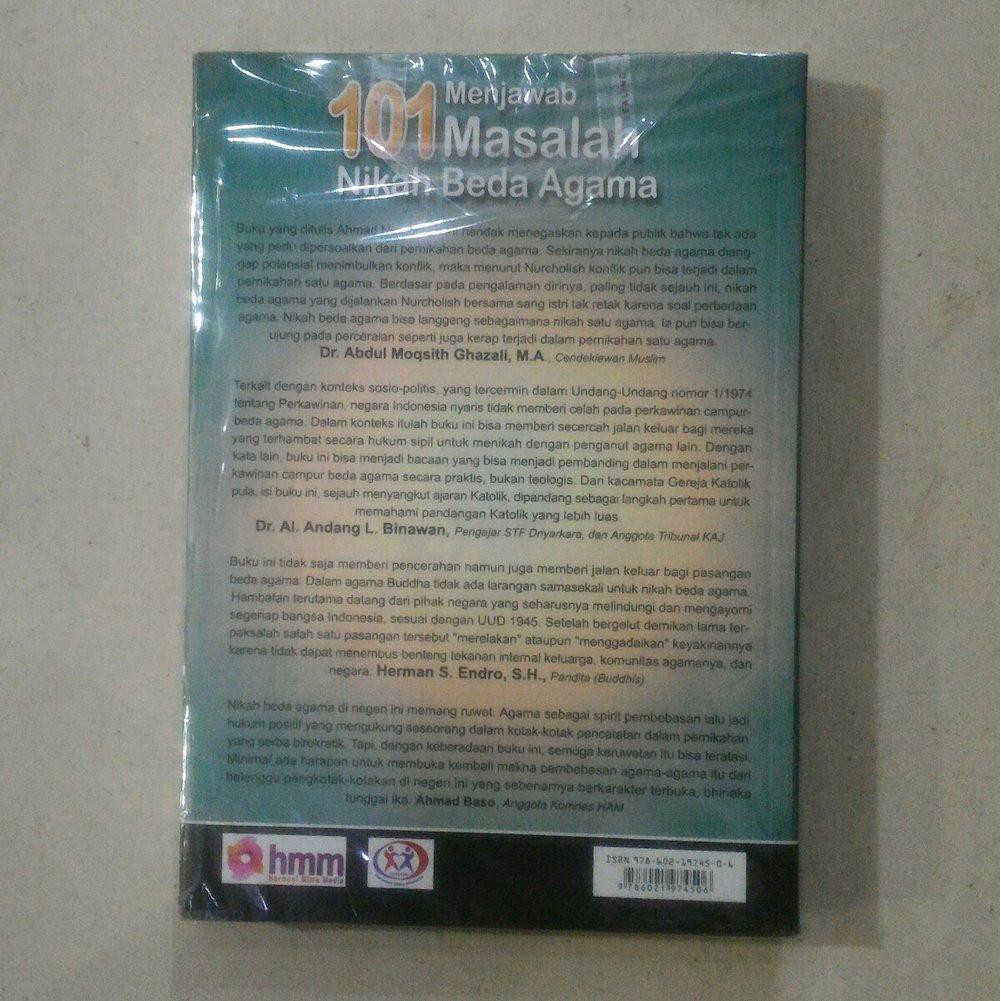 101 Menjawab
Masalah
Nikah Beda Agama
Buku yang ditulis Ahmad hendak menegaskan kepada publik bahwa tak ada
yang perlu dipersoalkan dari pernikahan beda agama. Sekiranya nikah beda agama diang-
gap potensial menimbulkan konflik, maka menurut Nurcholish konflik pun bisa terjadi dalam
pernikahan satu agama. Berdasar pada pengalaman dirinya, paling tidak sejauh ini, nikah
beda agama yang dijalankan Nurcholish bersama sang istri tak retak karena soal perbedaan
agama. Nikah beda agama bisa langgeng sebagaimana nikah satu agama. Ia pun bisa ber-
ujung pada perceraian seperti juga kerap terjadi dalam pernikahan satu agama.
Dr. Abdul Moqsith Ghazali, M.A., Cendekiewan Muslim
Terkait dengan konteks sosio-politis, yang tercermin dalam Undang-Undang nomor 1/1974
tentang Perkawinan, negara Indonesia nyaris tidak memberi celah pada perkawinan campur-
beda agama. Dalam konteks itulah buku ini bisa memberi secercah jalan keluar bagi mereka
yang terhambat secara hukum sipil untuk menikah dengan penganut agama lain. Dengan
kata lain, buku ini bisa menjadi bacaan yang bisa menjadi pembanding dalam menjalani per-
kawinan campur beda agama secara praktis, bukan teologis. Dari kacamata Gereja Katolik
pula, isi buku ini, sejauh menyangkut ajaran Katolik, dipandang sebagai langkah pertama untuk
memahami pandangan Katolik yang lebih luas.
Dr. Al. Andang L. Binawan, Pengajar STF Driyarkara, dan Anggota Tribunal KAJ
Buku ini tidak saja memberi pencerahan namun juga memberi jalan keluar bagi pasangan
beda agama. Dalam agama Buddha tidak ada larangan samasekali untuk nikah beda agama.
Hambatan terutama datang dari pihak negara yang seharusnya melindungi dan mengayomi
segenap bangsa Indonesia, sesuai dengan UUD 1945. Setelah bergelut demikan lama ter-
paksalah salah satu pasangan tersebut "merelakan" ataupun "menggadaikan" keyakinannya
karena tidak dapat menembus benteng tekanan internal keluarga, komunitas agamanya, dan
negara. Herman S. Endro, S.H., Pandita (Buddhis)
Nikah beda agama di negeri ini memang ruwet. Agama sebagai spirit pembebasan lalu jadi
hukum positif yang mengukung seseorang dalam kotak-kotak pencatatan dalam pernikahan
yang serba birokratik. Tapi, dengan keberadaan buku ini, semoga keruwetan itu bisa teratasi.
Minimal ada harapan untuk membuka kembali makna pembebasan agama-agama itu dari
belenggu pengkotak-kotakan di negeri ini yang sebenarnya berkarakter terbuka, bhineka
tunggal ika. Ahmad Baso, Anggota Komnas HAM
hmm
Harmoni Mitra Media
ISBN 978-602-19745-0-6
9 786021 974506